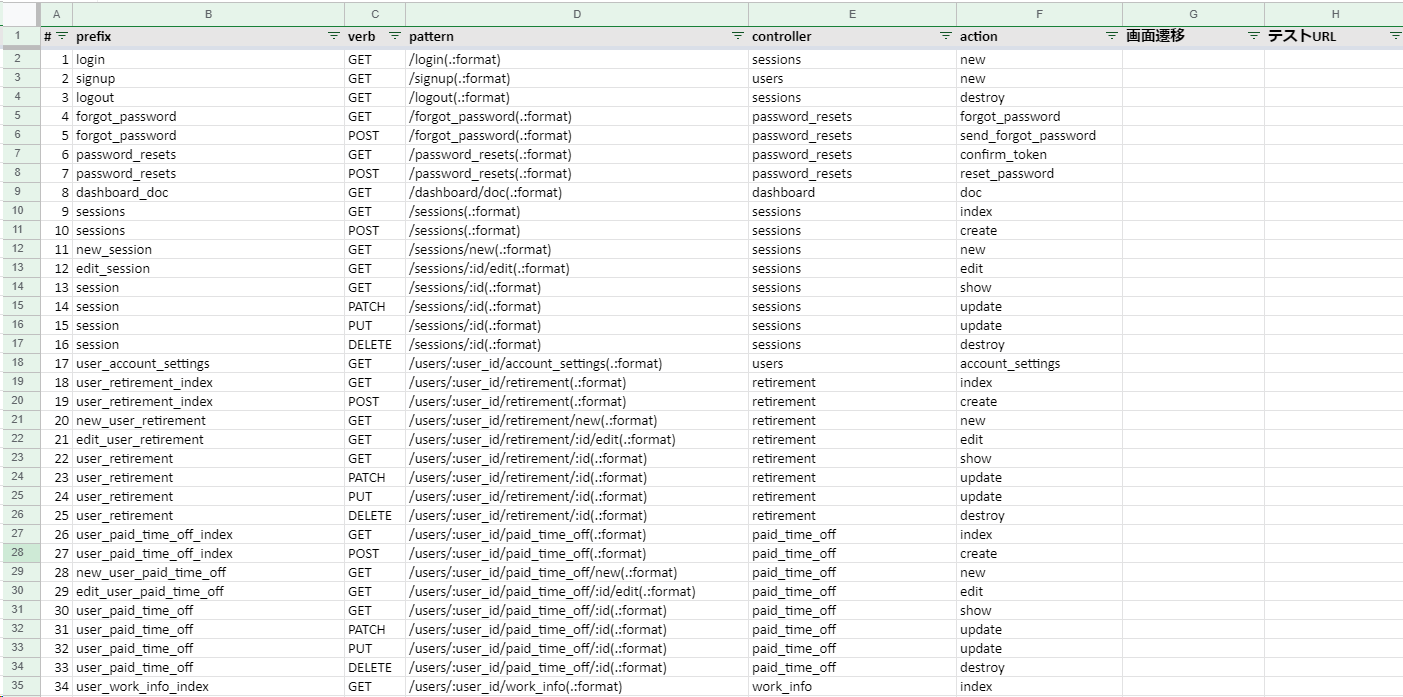 A B C D E F G H
1 # prefix verb pattern controller action 画面遷移 テストURL
2 1 login GET /login(.:format) sessions new
3 2 signup GET /signup(.:format) users new
4 3 logout GET /logout(.:format) sessions destroy
5 4 forgot_password GET /forgot_password(.:format) password_resets forgot_password
6 5 forgot_password POST /forgot_password(.:format) password_resets send_forgot_password
7 6 password_resets GET /password_resets(.:format) password_resets confirm_token
8 7 password_resets POST /password_resets(.:format) password_resets reset_password
9 8 dashboard_doc GET /dashboard/doc(.:format) dashboard doc
10 9 sessions GET /sessions(.:format) sessions index
11 10 sessions POST /sessions(.:format) sessions create
12 11 new_session GET /sessions/new(.:format) sessions new
13 12 edit_session GET /sessions/:id/edit(.:format) sessions edit
14 13 session GET /sessions/:id(.:format) sessions show
15 14 session PATCH /sessions/:id(.:format) sessions update
16 15 session PUT /sessions/:id(.:format) sessions update
17 16 session DELETE /sessions/:id(.:format) sessions destroy
18 17 user_account_settings GET /users/:user_id/account_settings(.:format) users account_settings
19 18 user_retirement_index GET /users/:user_id/retirement(.:format) retirement index
20 19 user_retirement_index POST /users/:user_id/retirement(.:format) retirement create
21 20 new_user_retirement GET /users/:user_id/retirement/new(.:format) retirement new
22 21 edit_user_retirement GET /users/:user_id/retirement/:id/edit(.:format) retirement edit
23 22 user_retirement GET /users/:user_id/retirement/:id(.:format) retirement show
24 23 user_retirement PATCH /users/:user_id/retirement/:id(.:format) retirement update
25 24 user_retirement PUT /users/:user_id/retirement/:id(.:format) retirement update
26 25 user_retirement DELETE /users/:user_id/retirement/:id(.:format) retirement destroy
27 26 user_paid_time_off_index GET /users/:user_id/paid_time_off(.:format) paid_time_off index
28 27 user_paid_time_off_index POST /users/:user_id/paid_time_off(.:format) paid_time_off create
29 28 new_user_paid_time_off GET /users/:user_id/paid_time_off/new(.:format) paid_time_off new
30 29 edit_user_paid_time_off GET /users/:user_id/paid_time_off/:id/edit(.:format) paid_time_off edit
31 30 user_paid_time_off GET /users/:user_id/paid_time_off/:id(.:format) paid_time_off show
32 31 user_paid_time_off PATCH /users/:user_id/paid_time_off/:id(.:format) paid_time_off update
33 32 user_paid_time_off PUT /users/:user_id/paid_time_off/:id(.:format) paid_time_off update
34 33 user_paid_time_off DELETE /users/:user_id/paid_time_off/:id(.:format) paid_time_off destroy
35 34 user_work_info_index GET /users/:user_id/work_info(.:format) work_info index